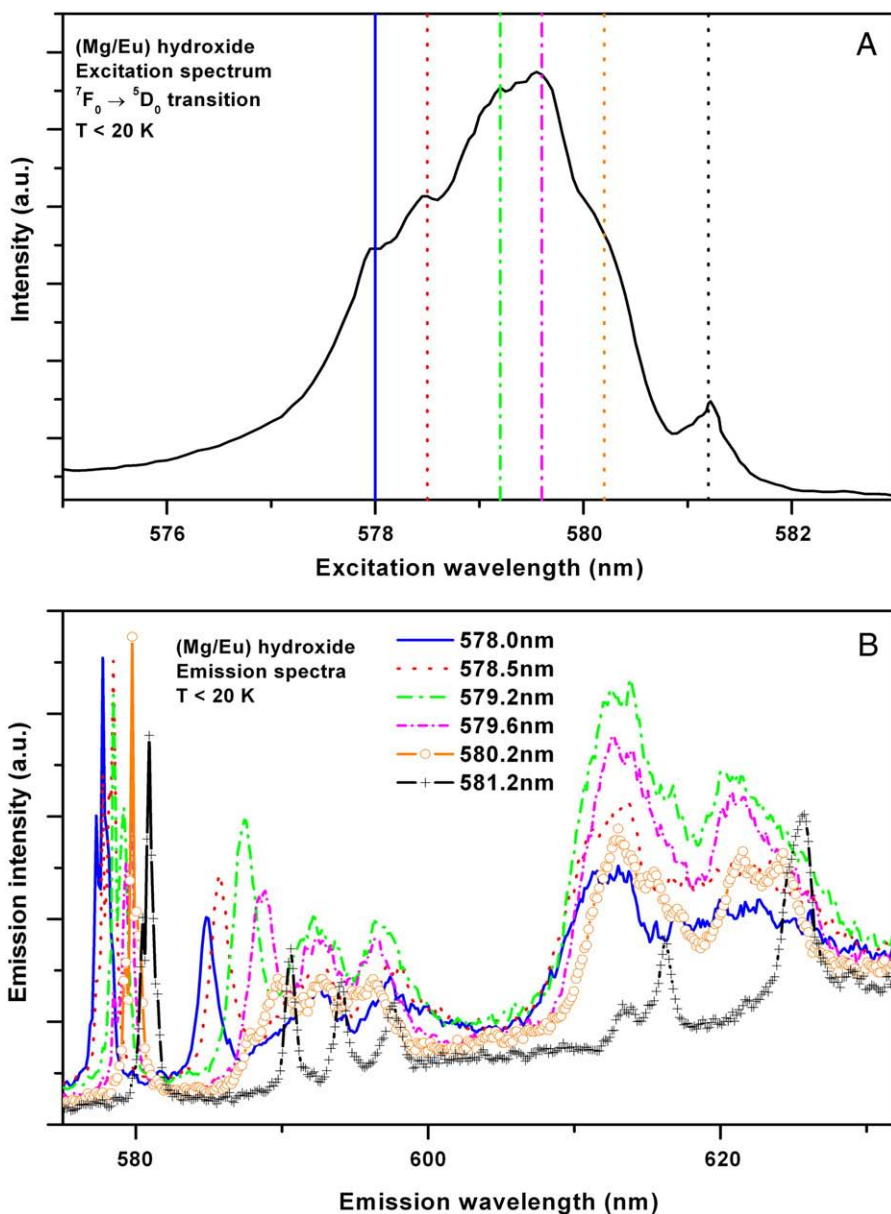 A
(Mg/Eu) hydroxide
Excitation spectrum
⁷F₀ → ⁵D₀ transition
T < 20 K
Intensity (a.u.)
576 578 580 582
Excitation wavelength (nm)
B
(Mg/Eu) hydroxide
Emission spectra
T < 20 K
578.0nm
578.5nm
579.2nm
579.6nm
580.2nm
581.2nm
Emission intensity (a.u.)
580 600 620
Emission wavelength (nm)